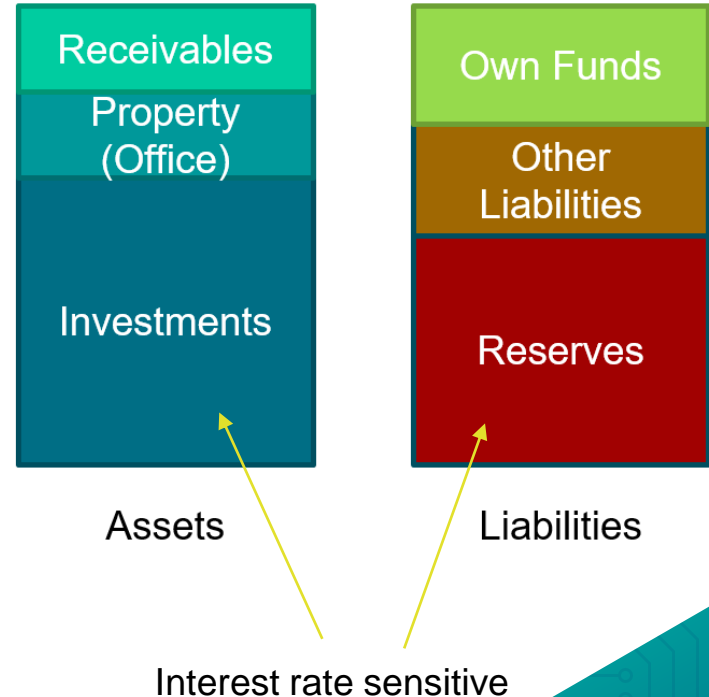 Receivables
Property
(Office)
Investments
Assets
Own Funds
Other
Liabilities
Reserves
Liabilities
Interest rate sensitive